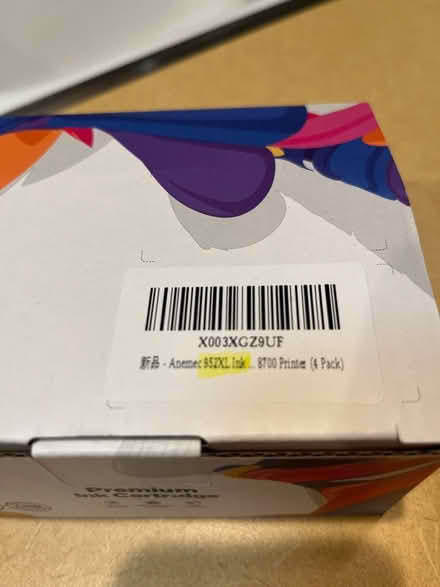 X003XGZ9UF
新品 - Anemec 952XL Ink ... 8700 Printer (4 Pack)
Premium
Ink Cartridge